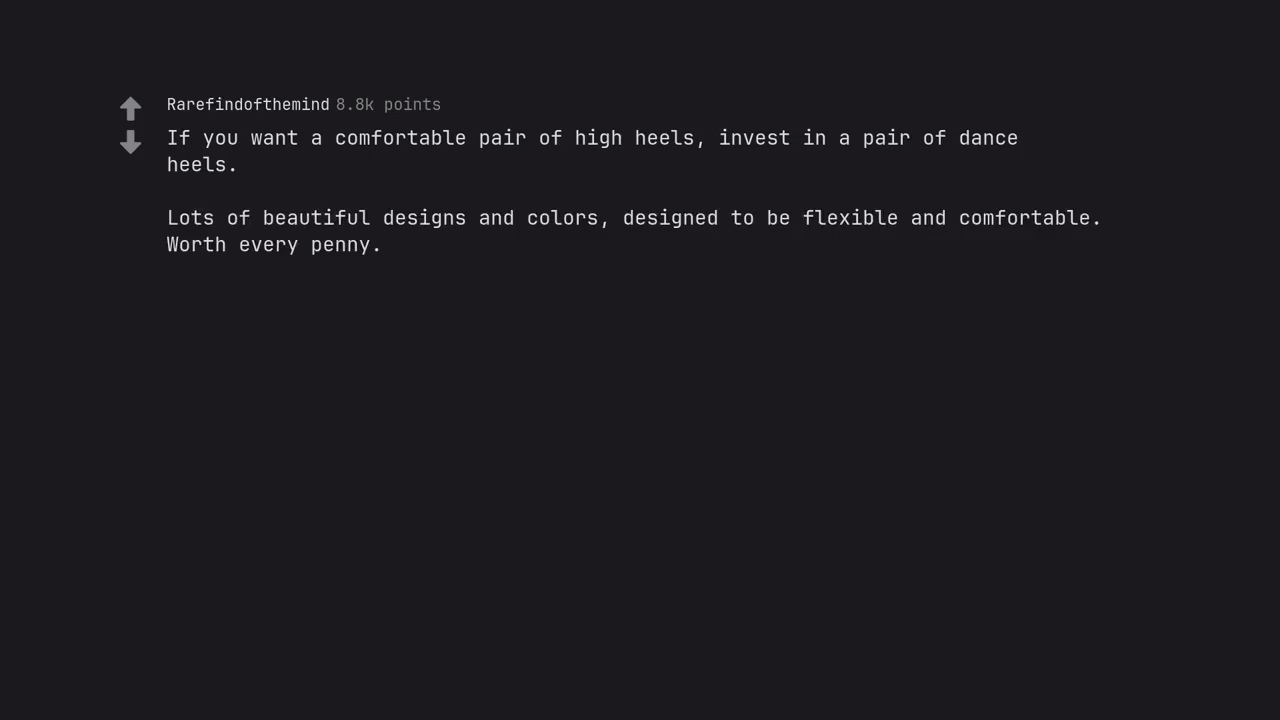 Rarefindofthemind 8.8k points
If you want a comfortable pair of high heels, invest in a pair of dance
heels.
Lots of beautiful designs and colors, designed to be flexible and comfortable.
Worth every penny.